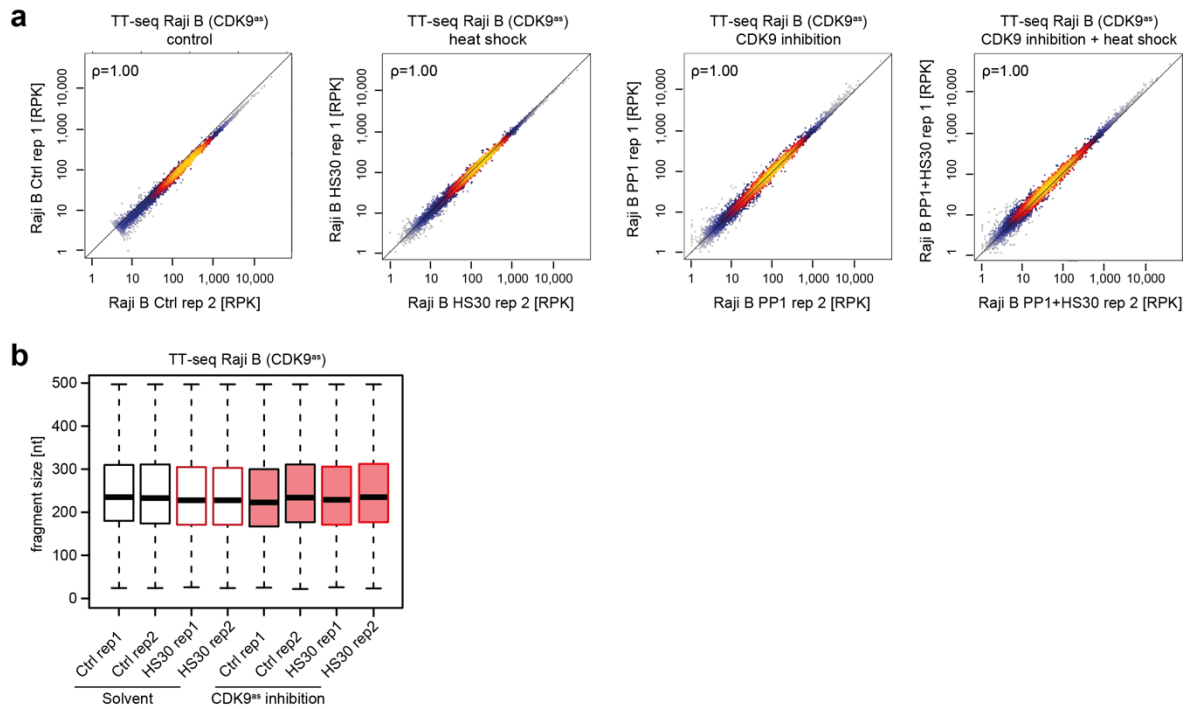 a
TT-seq Raji B (CDK9ᵃˢ)
control
ρ=1.00
Raji B Ctrl rep 1 [RPK]
10,000
1,000
100
10
1
1 10 100 1,000 10,000
Raji B Ctrl rep 2 [RPK]
TT-seq Raji B (CDK9ᵃˢ)
heat shock
ρ=1.00
Raji B HS30 rep 1 [RPK]
10,000
1,000
100
10
1
1 10 100 1,000 10,000
Raji B HS30 rep 2 [RPK]
TT-seq Raji B (CDK9ᵃˢ)
CDK9 inhibition
ρ=1.00
Raji B PP1 rep 1 [RPK]
10,000
1,000
100
10
1
1 10 100 1,000 10,000
Raji B PP1 rep 2 [RPK]
TT-seq Raji B (CDK9ᵃˢ)
CDK9 inhibition + heat shock
ρ=1.00
Raji B PP1+HS30 rep 1 [RPK]
10,000
1,000
100
10
1
1 10 100 1,000 10,000
Raji B PP1+HS30 rep 2 [RPK]
b
TT-seq Raji B (CDK9ᵃˢ)
fragment size [nt]
500
400
300
200
100
0
Ctrl rep1
Ctrl rep2
HS30 rep1
HS30 rep2
Ctrl rep1
Ctrl rep2
HS30 rep1
HS30 rep2
Solvent
CDK9ᵃˢ inhibition